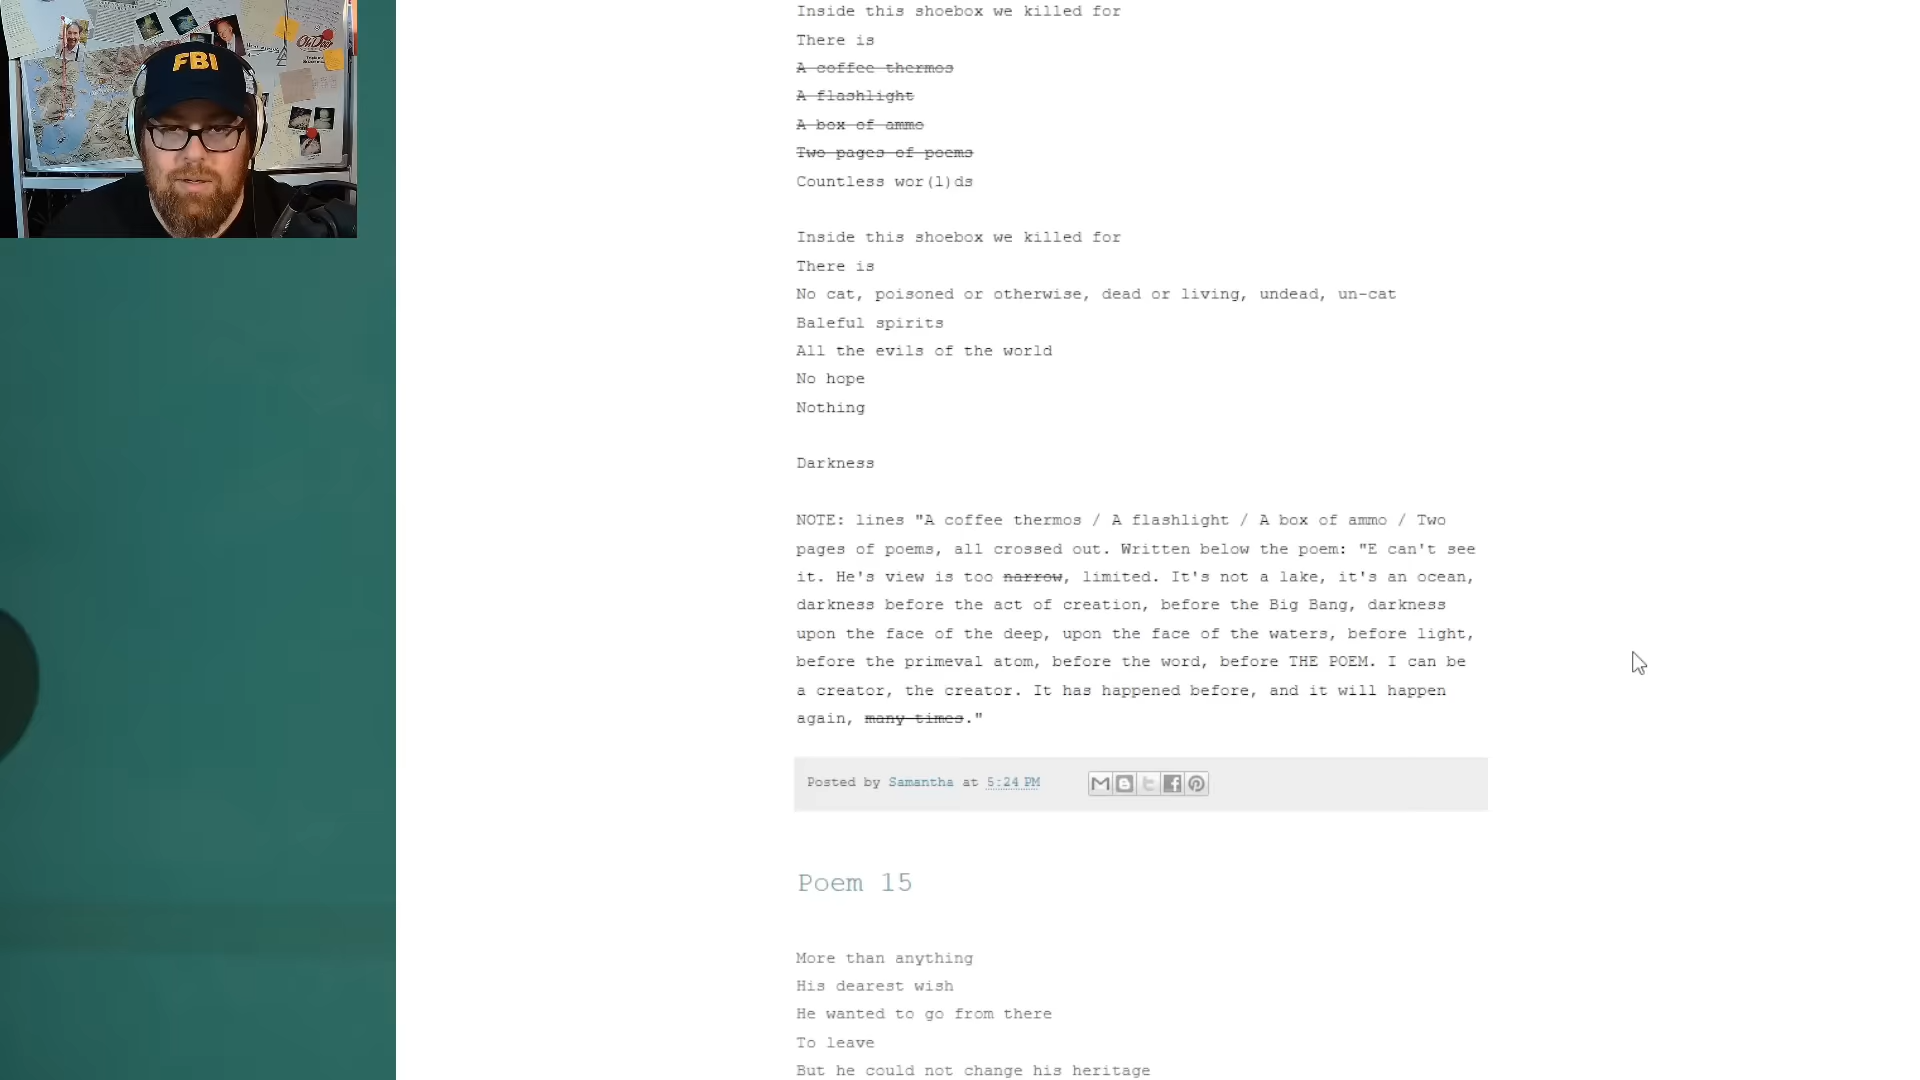 FBI
Oh Deer
Inside this shoebox we killed for
There is
A coffee thermos
A flashlight
A box of ammo
Two pages of poems
Countless wor(l)ds
Inside this shoebox we killed for
There is
No cat, poisoned or otherwise, dead or living, undead, un-cat
Baleful spirits
All the evils of the world
No hope
Nothing
Darkness
NOTE: lines "A coffee thermos / A flashlight / A box of ammo / Two
pages of poems, all crossed out. Written below the poem: "E can't see
it. He's view is too narrow, limited. It's not a lake, it's an ocean,
darkness before the act of creation, before the Big Bang, darkness
upon the face of the deep, upon the face of the waters, before light,
before the primeval atom, before the word, before THE POEM. I can be
a creator, the creator. It has happened before, and it will happen
again, many times."
Posted by Samantha at 5:24 PM
Poem 15
More than anything
His dearest wish
He wanted to go from there
To leave
But he could not change his heritage